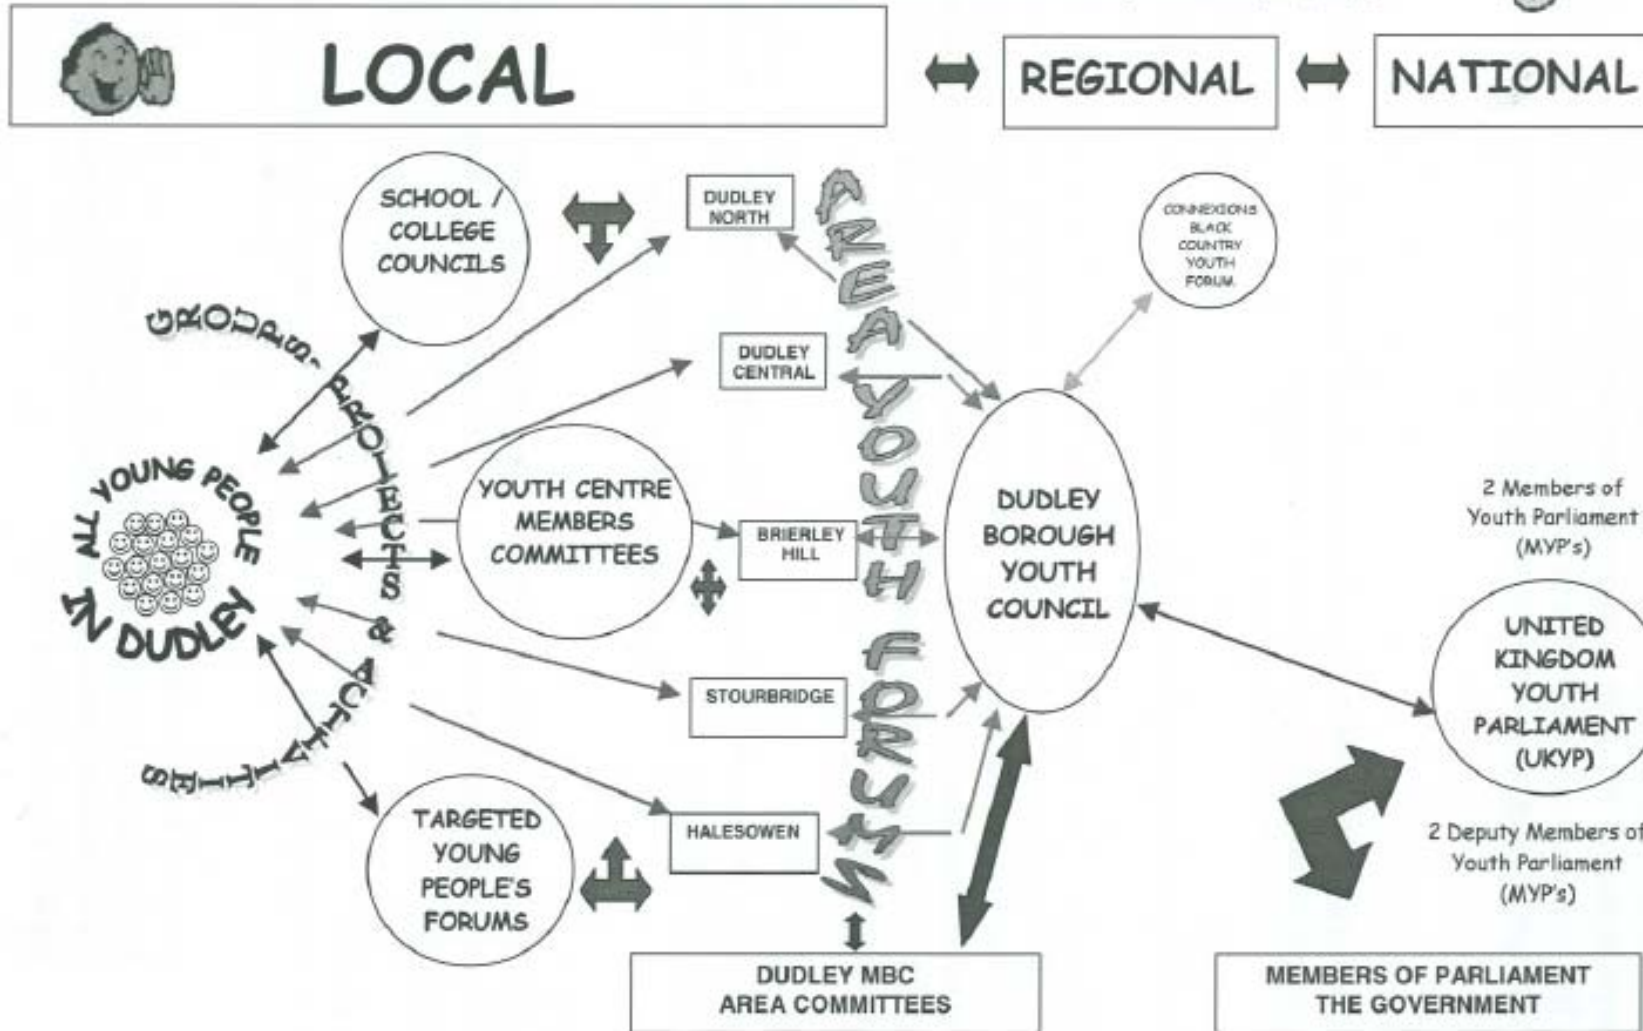 LOCAL
REGIONAL
NATIONAL
SCHOOL /
COLLEGE
COUNCILS
DUDLEY
NORTH
CONNEXIONS
BLACK
COUNTRY
YOUTH
FORUM.
GROUPS, PROJECTS & ACTIVITIES
AREA YOUTH FORUMS
DUDLEY
CENTRAL
ALL YOUNG PEOPLE
IN DUDLEY
YOUTH CENTRE
MEMBERS
COMMITTEES
BRIERLEY
HILL
DUDLEY
BOROUGH
YOUTH
COUNCIL
2 Members of
Youth Parliament
(MYP's)
UNITED
KINGDOM
YOUTH
PARLIAMENT
(UKYP)
STOURBRIDGE
HALESOWEN
TARGETED
YOUNG
PEOPLE'S
FORUMS
2 Deputy Members of
Youth Parliament
(MYP's)
DUDLEY MBC
AREA COMMITTEES
MEMBERS OF PARLIAMENT
THE GOVERNMENT